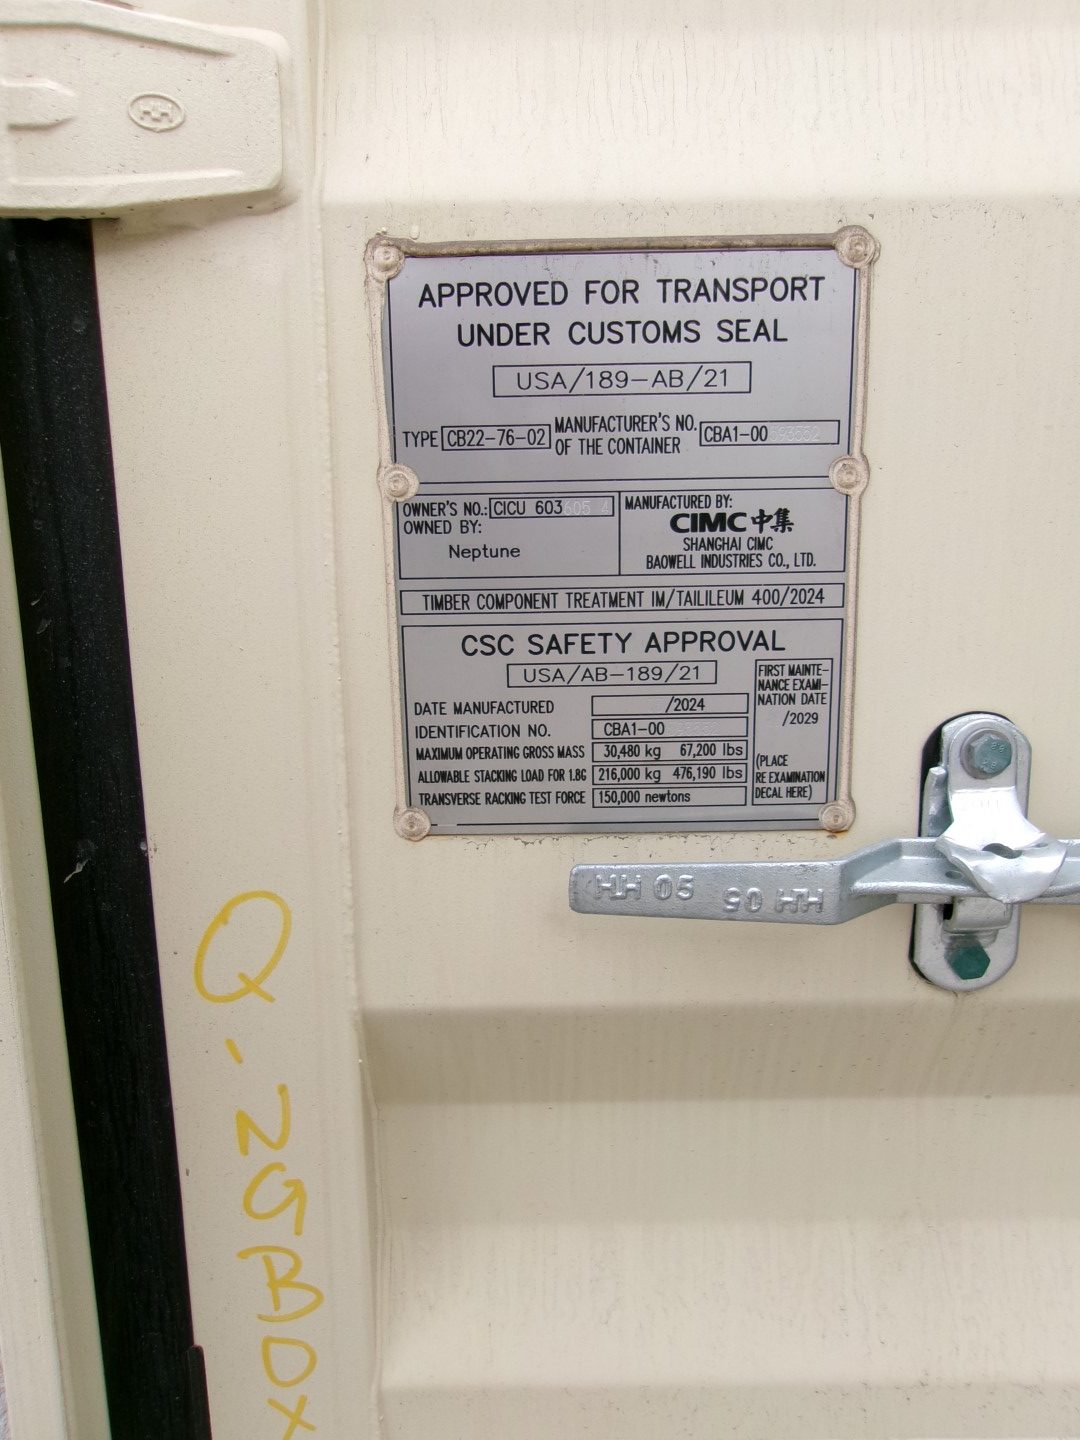 HH
APPROVED FOR TRANSPORT
UNDER CUSTOMS SEAL
USA/189-AB/21
TYPE CB22-76-02 MANUFACTURER'S NO. OF THE CONTAINER CBA1-00
OWNER'S NO.: CICU 603605 4
OWNED BY:
Neptune
MANUFACTURED BY:
CIMC 中集
SHANGHAI CIMC
BAOWELL INDUSTRIES CO., LTD.
TIMBER COMPONENT TREATMENT IM/TAILILEUM 400/2024
CSC SAFETY APPROVAL
USA/AB-189/21
DATE MANUFACTURED /2024
IDENTIFICATION NO. CBA1-00
MAXIMUM OPERATING GROSS MASS 30,480 kg 67,200 lbs
ALLOWABLE STACKING LOAD FOR 1.8G 216,000 kg 476,190 lbs
TRANSVERSE RACKING TEST FORCE 150,000 newtons
FIRST MAINTE-
NANCE EXAMI-
NATION DATE
/2029
(PLACE
RE EXAMINATION
DECAL HERE)
HH 05 50 HH
Q-NGBOX